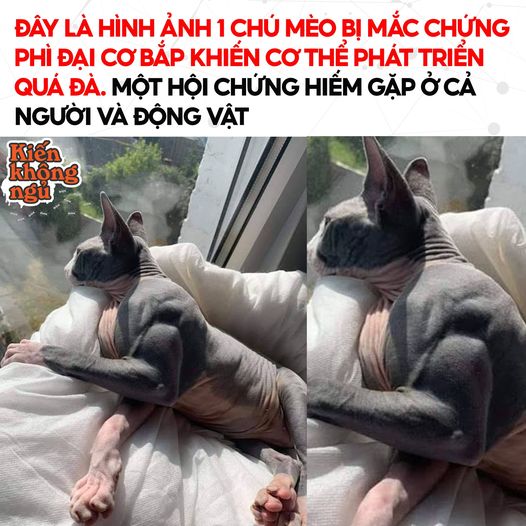 ĐÂY LÀ HÌNH ẢNH 1 CHÚ MÈO BỊ MẮC CHỨNG
PHÌ ĐẠI CƠ BẮP KHIẾN CƠ THỂ PHÁT TRIỂN
QUÁ ĐÀ. MỘT HỘI CHỨNG HIẾM GẶP Ở CẢ
NGƯỜI VÀ ĐỘNG VẬT
Kiến
không
ngủ